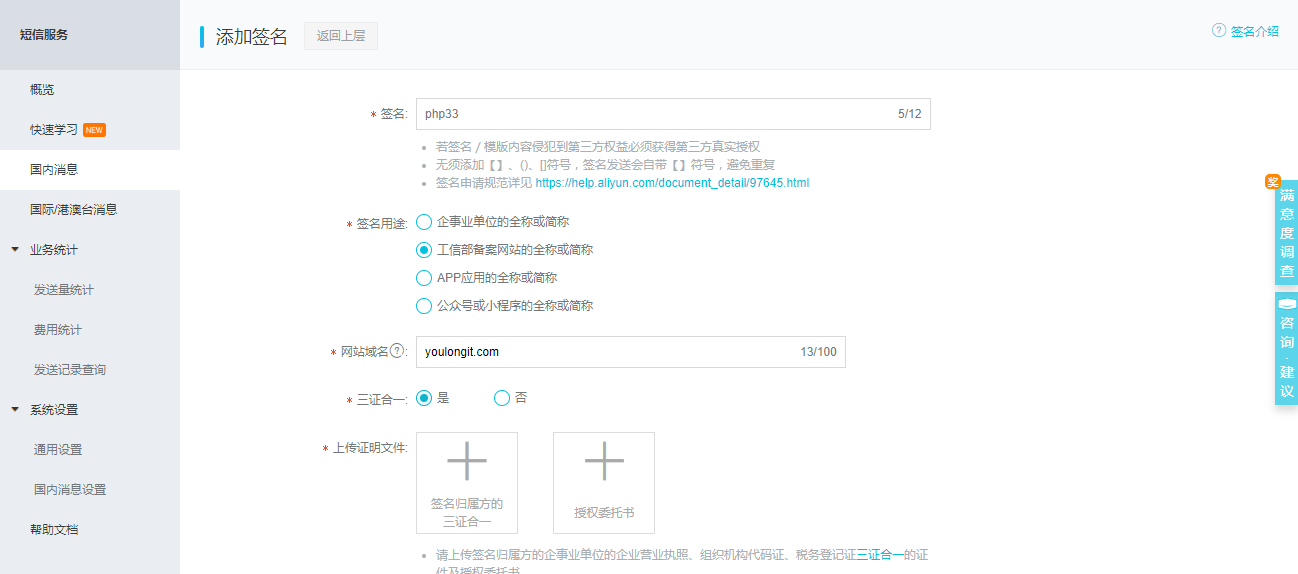 短信服务
添加签名
返回上层
签名介绍
概览
快速学习 NEW
国内消息
国际/港澳台消息
业务统计
发送量统计
费用统计
发送记录查询
系统设置
通用设置
国内消息设置
帮助文档
* 签名:
php33
5/12
若签名 / 模版内容侵犯到第三方权益必须获得第三方真实授权
无须添加【】、()、[]符号，签名发送会自带【】符号，避免重复
签名申请规范详见 https://help.aliyun.com/document_detail/97645.html
* 签名用途:
企事业单位的全称或简称
工信部备案网站的全称或简称
APP应用的全称或简称
公众号或小程序的全称或简称
* 网站域名?:
youlongit.com
13/100
* 三证合一:
是
否
* 上传证明文件:
签名归属方的
三证合一
授权委托书
请上传签名归属方的企事业单位的企业营业执照、组织机构代码证、税务登记证三证合一的证
件及授权委托书
奖
满意度调查
咨询·建议